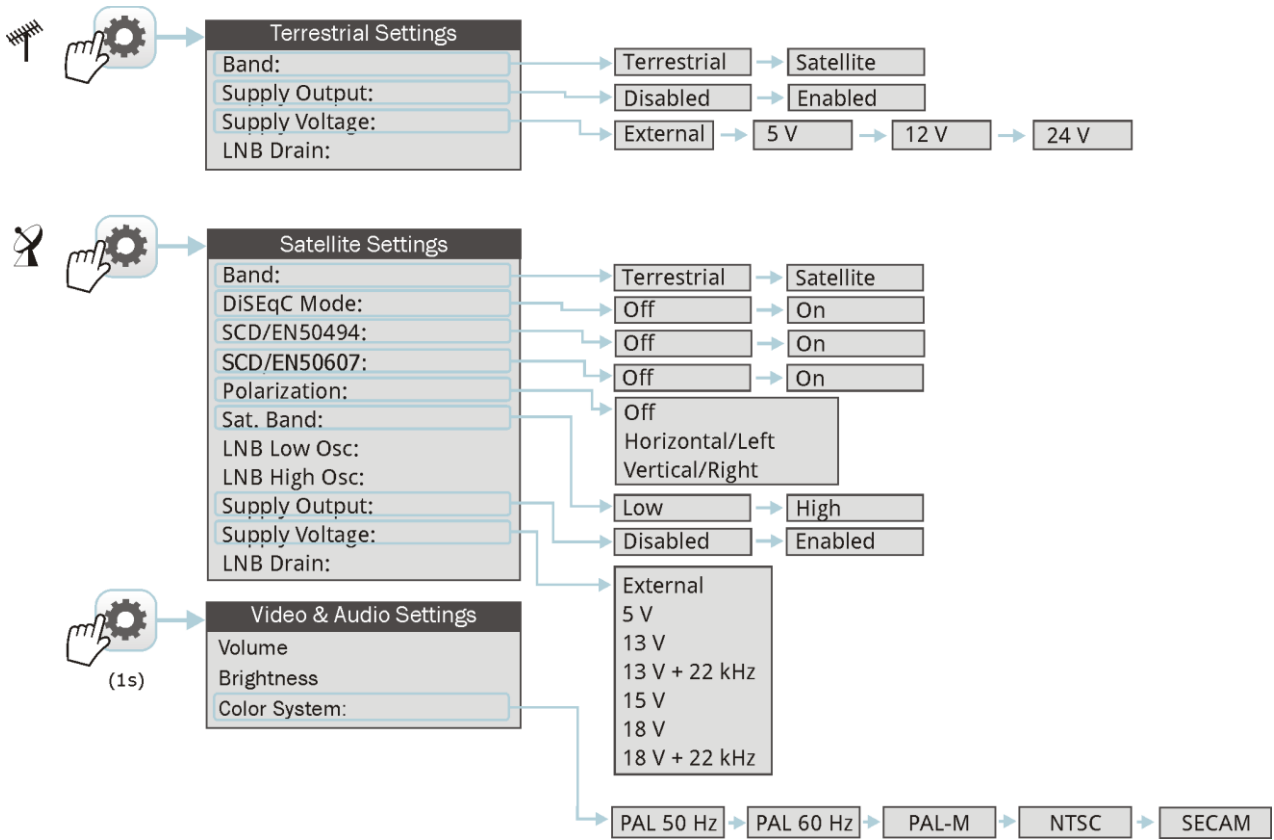 Terrestrial Settings
Band:
Supply Output:
Supply Voltage:
LNB Drain:
Terrestrial
Satellite
Disabled
Enabled
External
5 V
12 V
24 V
Satellite Settings
Band:
DiSEqC Mode:
SCD/EN50494:
SCD/EN50607:
Polarization:
Sat. Band:
LNB Low Osc:
LNB High Osc:
Supply Output:
Supply Voltage:
LNB Drain:
Terrestrial
Satellite
Off
On
Off
On
Off
On
Off
Horizontal/Left
Vertical/Right
Low
High
Disabled
Enabled
External
5 V
13 V
13 V + 22 kHz
15 V
18 V
18 V + 22 kHz
(1s)
Video & Audio Settings
Volume
Brightness
Color System:
PAL 50 Hz
PAL 60 Hz
PAL-M
NTSC
SECAM